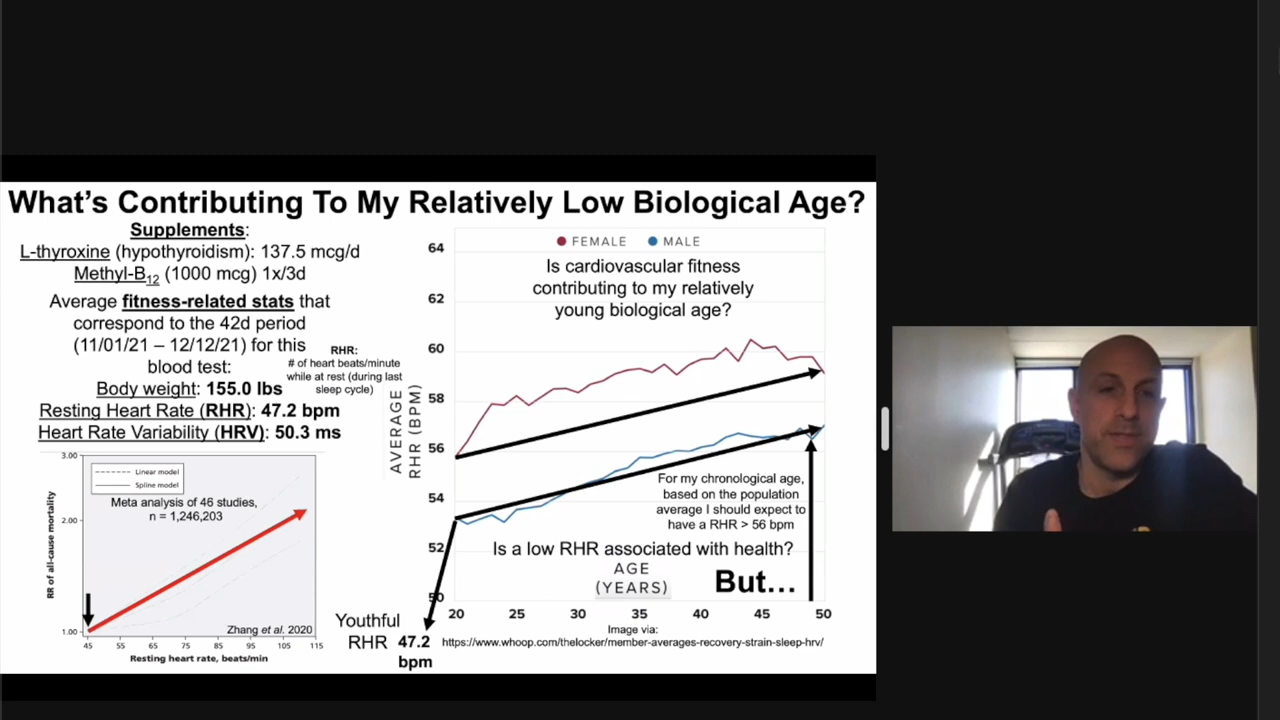 What's Contributing To My Relatively Low Biological Age?
Supplements:
L-thyroxine (hypothyroidism): 137.5 mcg/d
Methyl-B12 (1000 mcg) 1x/3d
Average fitness-related stats that
correspond to the 42d period
(11/01/21 – 12/12/21) for this
blood test:
Body weight: 155.0 lbs
Resting Heart Rate (RHR): 47.2 bpm
Heart Rate Variability (HRV): 50.3 ms
RHR:
# of heart beats/minute
while at rest (during last
sleep cycle)
3.00
2.00
1.00
RR of all-cause mortality
Linear model
Spline model
Meta analysis of 46 studies,
n = 1,246,203
Zhang et al. 2020
45 55 65 75 85 95 105 115
Resting heart rate, beats/min
FEMALE MALE
64
62
60
58
56
54
52
50
AVERAGE
RHR (BPM)
Is cardiovascular fitness
contributing to my relatively
young biological age?
For my chronological age,
based on the population
average I should expect to
have a RHR > 56 bpm
Is a low RHR associated with health?
AGE
(YEARS)
But...
20 25 30 35 40 45 50
Youthful
RHR
47.2
bpm
Image via:
https://www.whoop.com/thelocker/member-averages-recovery-strain-sleep-hrv/